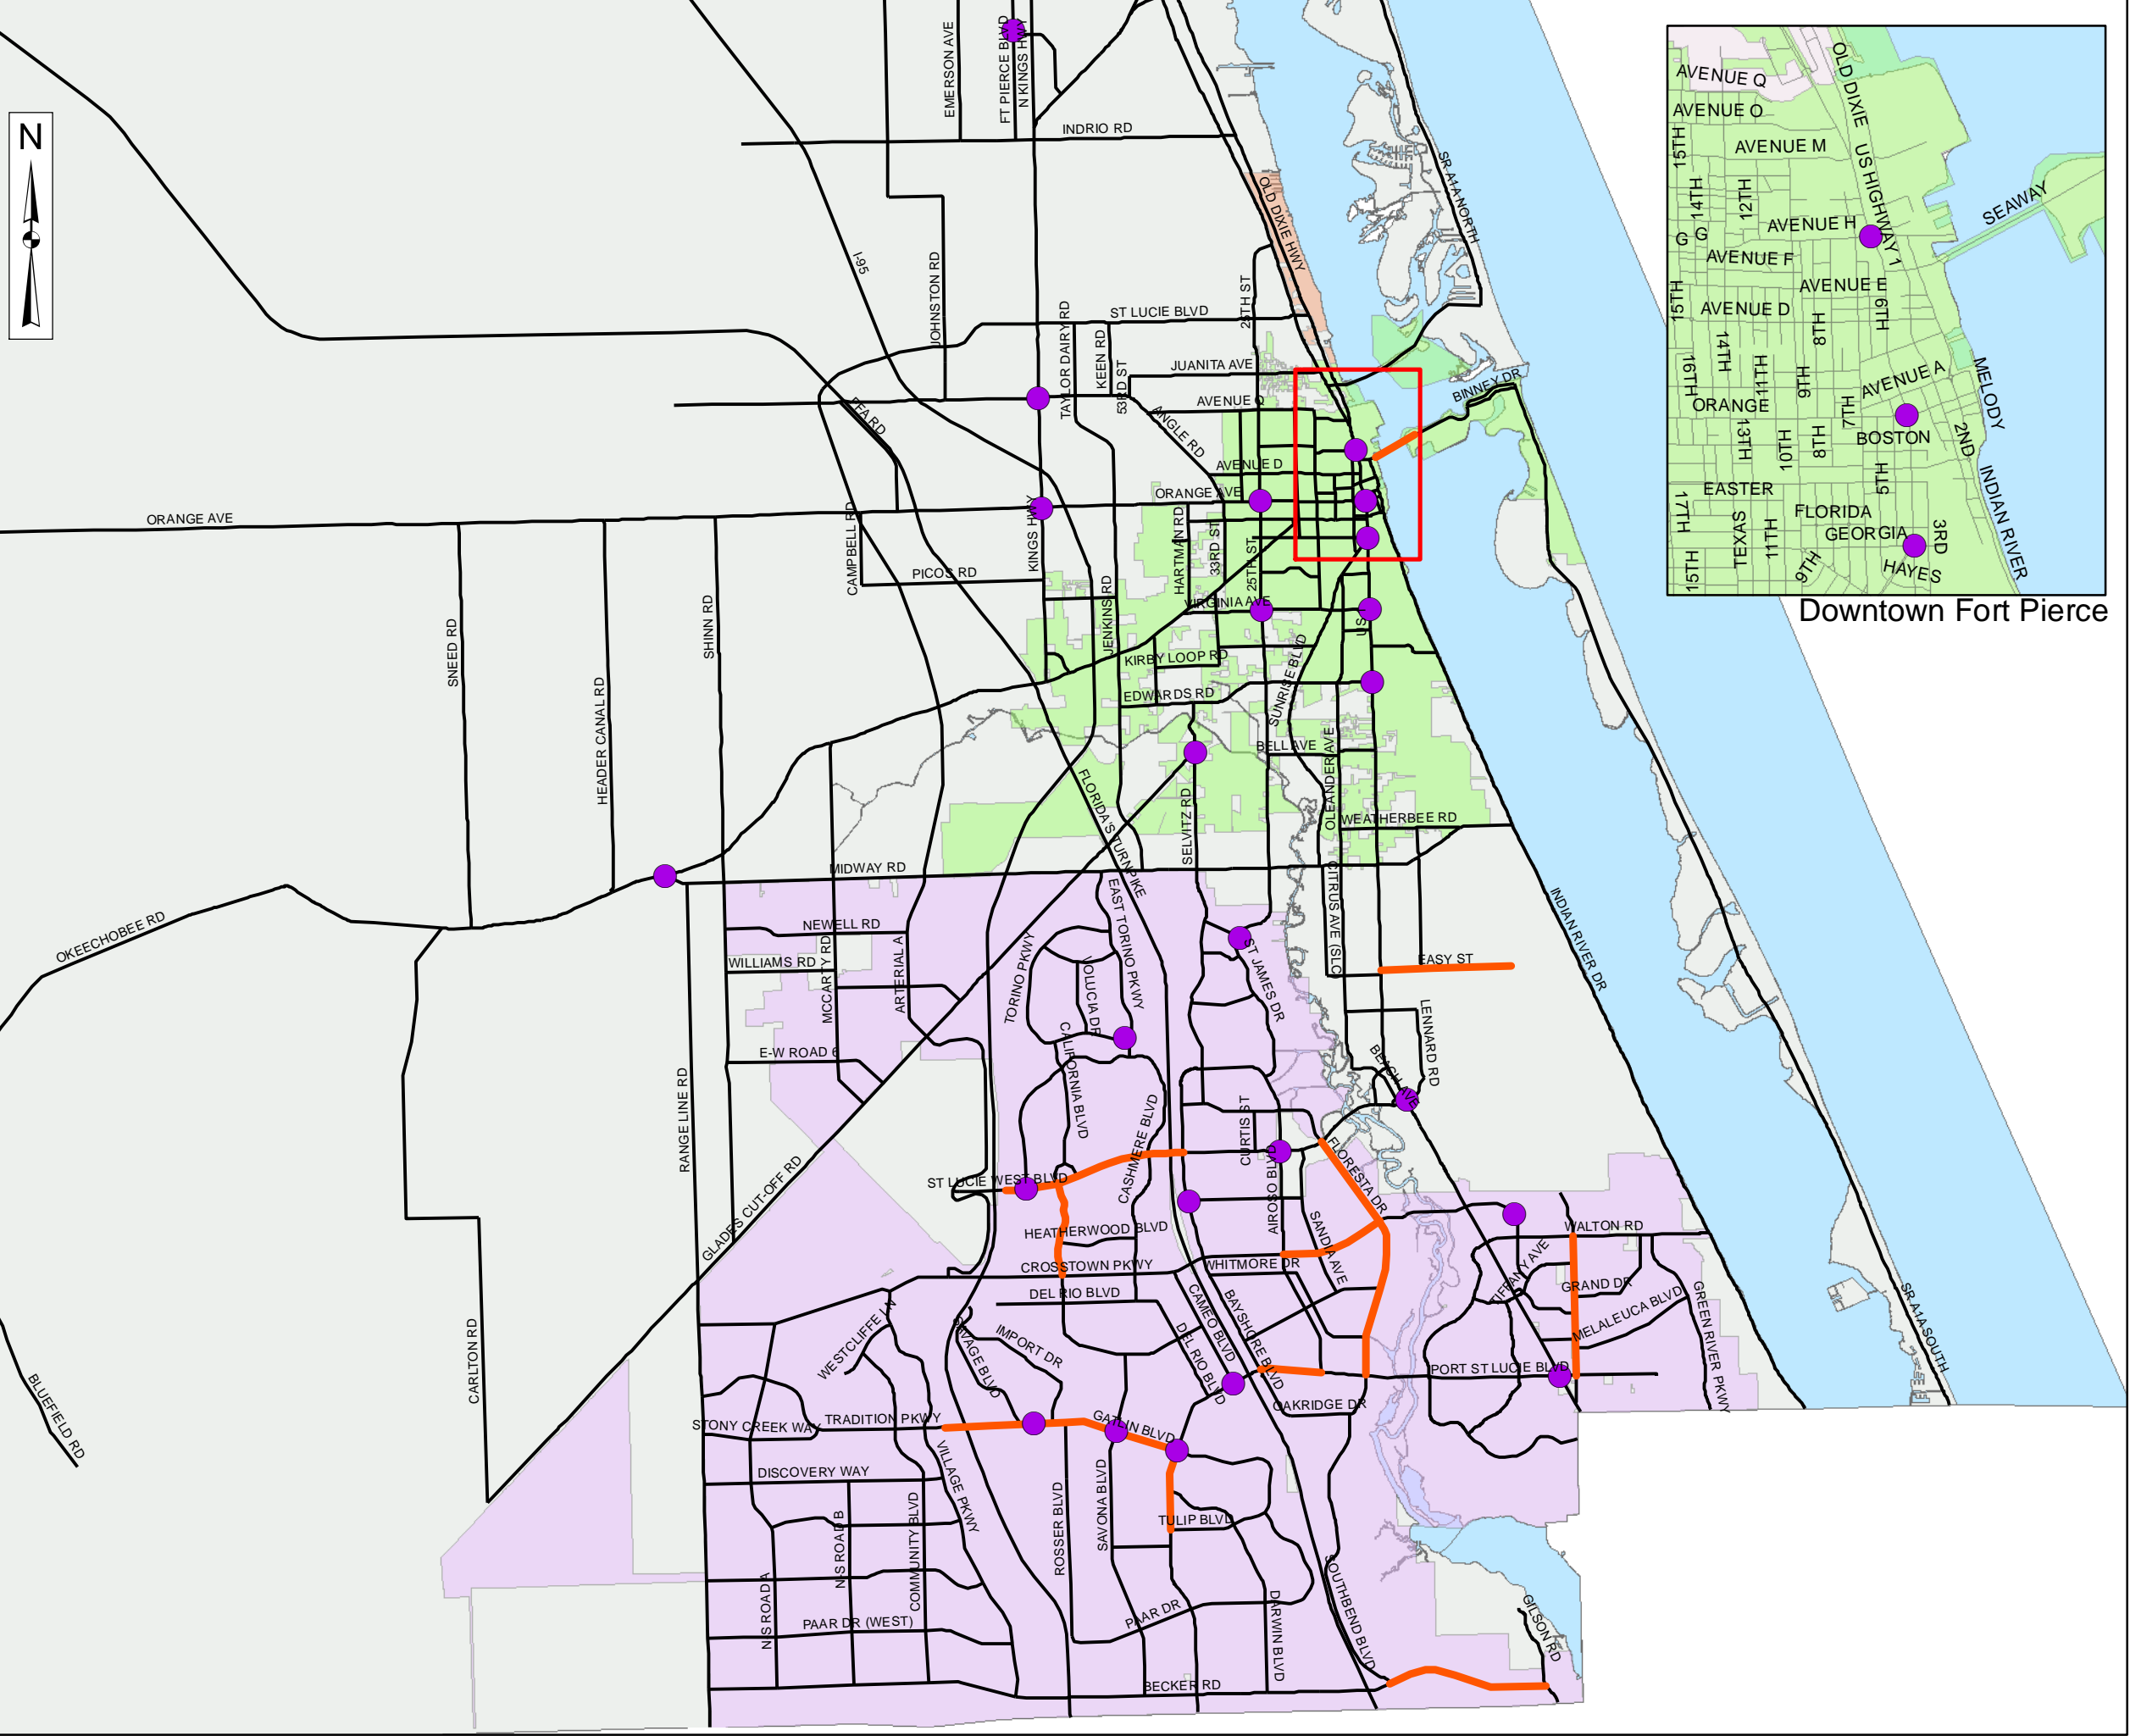 N
EMERSON AVE
FT PIERCE BLVD
N KINGS HWY
INDRIO RD
I-95
JOHNSTON RD
OLD DIXIE HWY
SR A1A NORTH
25TH ST
ST LUCIE BLVD
TAYLOR DAIRY RD
KEEN RD
53RD ST
JUANITA AVE
AVENUE Q
ANGLE RD
FFA RD
BINNEY DR
AVENUE D
ORANGE AVE
ORANGE AVE
CAMPBELL RD
KINGS HWY
HARTMAN RD
33RD ST
25TH ST
PICOS RD
JENKINS RD
VIRGINIA AVE
US 1
SNEED RD
HEADER CANAL RD
SHINN RD
KIRBY LOOP RD
EDWARDS RD
SUNRISE BLVD
BELL AVE
OLEANDER AVE
FLORIDA'S TURNPIKE
SELVITZ RD
WEATHERBEE RD
MIDWAY RD
OKEECHOBEE RD
NEWELL RD
WILLIAMS RD
MCCARTY RD
ARTERIAL A
TORINO PKWY
EAST TORINO PKWY
VOLUCIA DR
ST JAMES DR
CITRUS AVE (SLC)
EASY ST
INDIAN RIVER DR
LENNARD RD
BEACH AVE
E-W ROAD 6
CALIFORNIA BLVD
RANGE LINE RD
GLADES CUT-OFF RD
CASHMERE BLVD
CURTIS ST
AIROSO BLVD
FLORESTA DR
ST LUCIE WEST BLVD
HEATHERWOOD BLVD
SANDIA AVE
WALTON RD
CROSSTOWN PKWY
WHITMORE DR
TIFFANY AVE
GRAND DR
DEL RIO BLVD
CAMEO BLVD
BAYSHORE BLVD
MELALEUCA BLVD
GREEN RIVER PKWY
SR A1A SOUTH
BLUEFIELD RD
CARLTON RD
WESTCLIFFE LN
SAVAGE BLVD
IMPORT DR
DEL RIO BLVD
PORT ST LUCIE BLVD
OAKRIDGE DR
STONY CREEK WAY
TRADITION PKWY
GATLIN BLVD
DISCOVERY WAY
VILLAGE PKWY
N-S ROAD B
COMMUNITY BLVD
ROSSER BLVD
SAVONA BLVD
TULIP BLVD
N-S ROAD A
PAAR DR (WEST)
PAAR DR
DARWIN BLVD
SOUTHBEND BLVD
GILSON RD
BECKER RD
AVENUE Q
OLD DIXIE
AVENUE O
15TH
AVENUE M
US HIGHWAY 1
14TH
12TH
SEAWAY
AVENUE H
G
G
AVENUE F
AVENUE E
15TH
AVENUE D
19TH
8TH
14TH
19TH
11TH
9TH
AVENUE A
MELODY
ORANGE
7TH
13TH
10TH
8TH
BOSTON
2ND
5TH
EASTER
17TH
FLORIDA
INDIAN RIVER
TEXAS
11TH
GEORGIA
3RD
15TH
9TH
HAYES
Downtown Fort Pierce